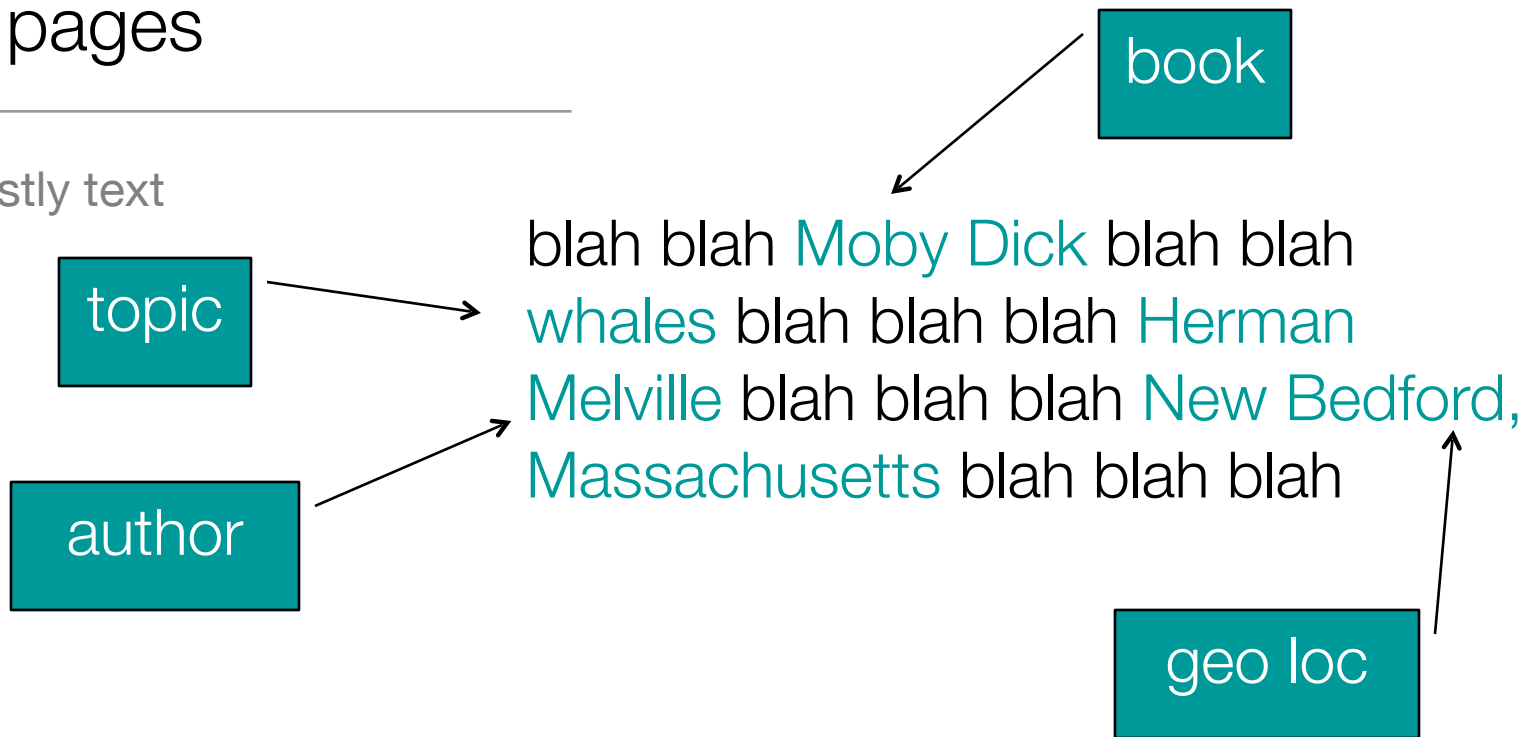 pages
book
stly text
topic
blah blah Moby Dick blah blah
whales blah blah blah Herman
Melville blah blah blah New Bedford,
Massachusetts blah blah blah
author
geo loc